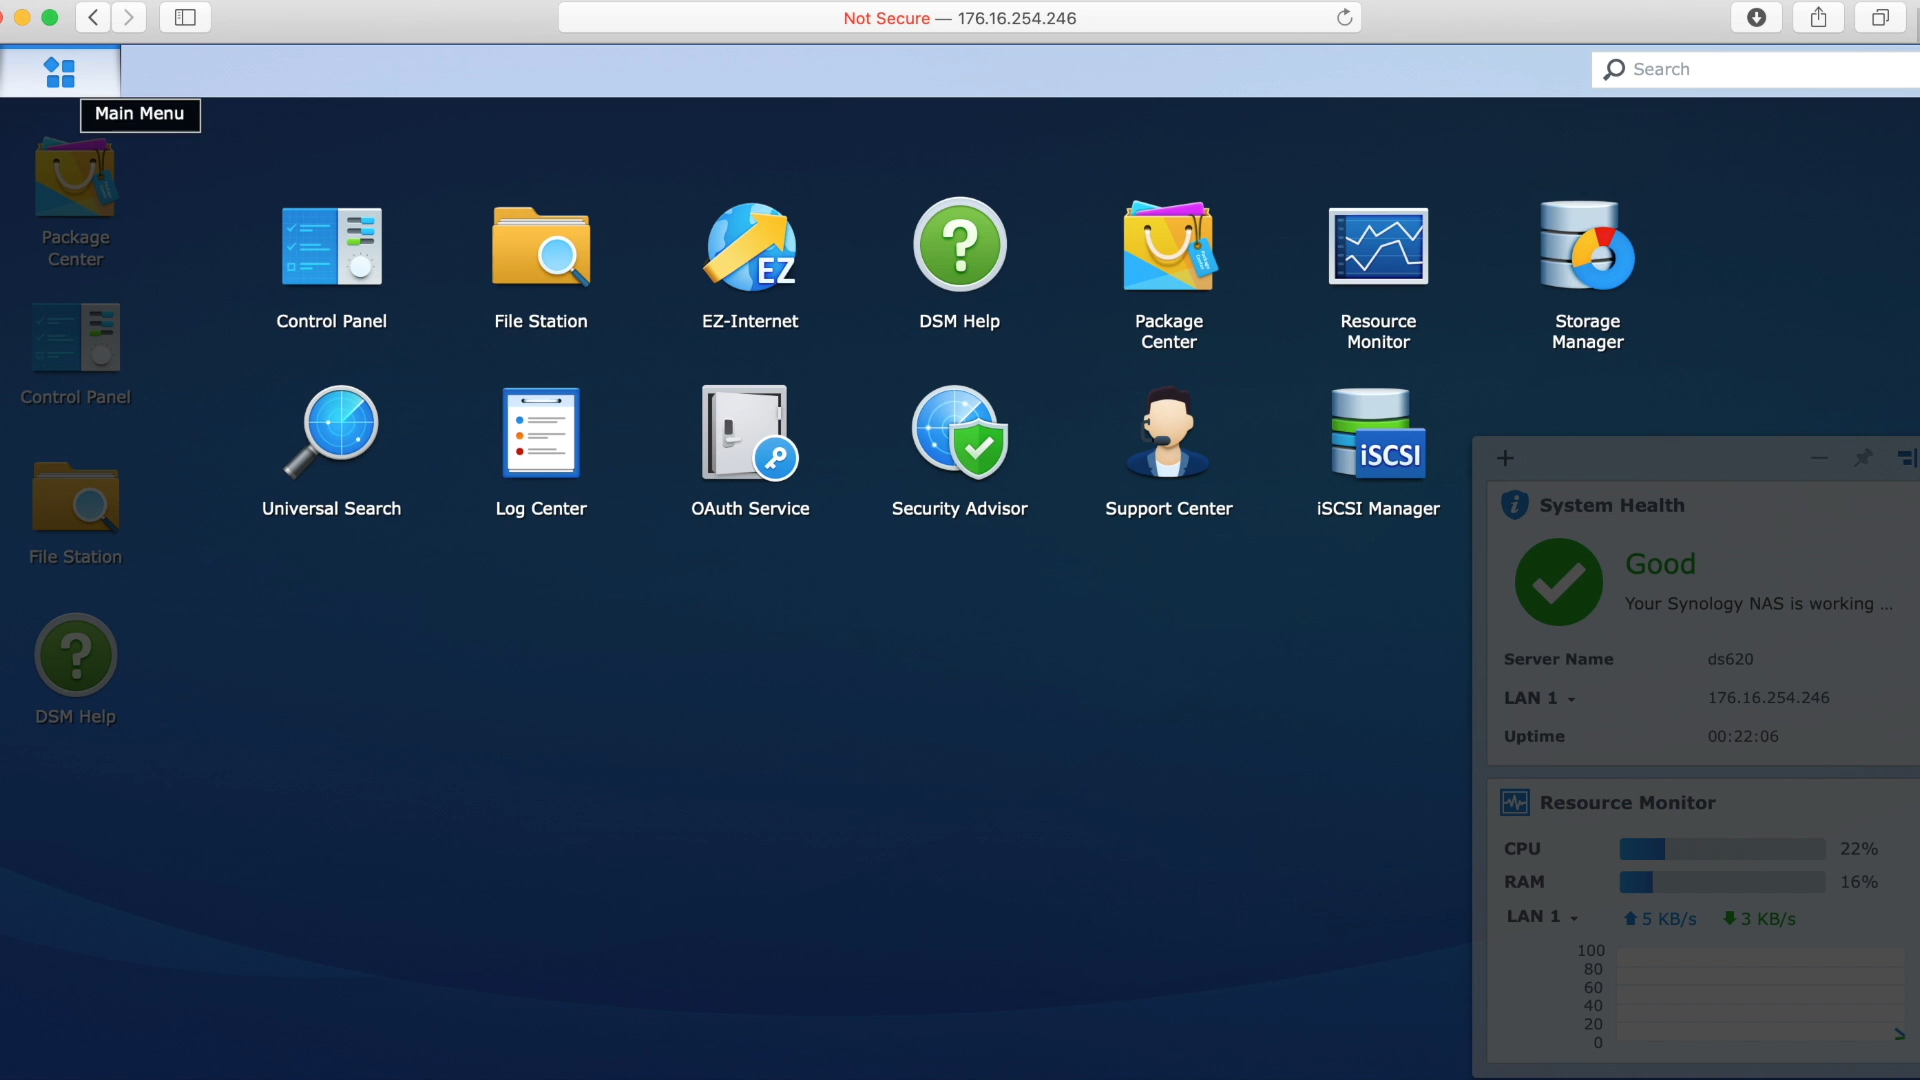 Not Secure — 176.16.254.246
Search
Main Menu
Package
Center
Control Panel
File Station
DSM Help
Control Panel
File Station
EZ
EZ-Internet
DSM Help
Package
Center
Resource
Monitor
Storage
Manager
Universal Search
Log Center
OAuth Service
Security Advisor
Support Center
iSCSI
iSCSI Manager
System Health
Good
Your Synology NAS is working ...
Server Name ds620
LAN 1 176.16.254.246
Uptime 00:22:06
Resource Monitor
CPU 22%
RAM 16%
LAN 1 5 KB/s 3 KB/s
100
80
60
40
20
0